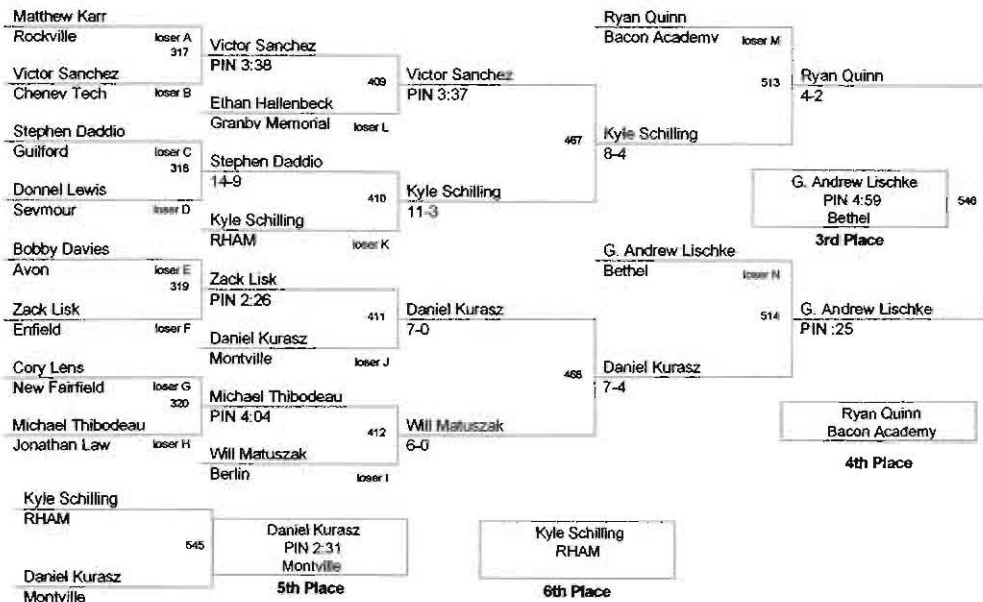 Matthew Karr
Rockville
loser A
317
Victor Sanchez
Chenev Tech
loser B
Stephen Daddio
Guilford
loser C
318
Donnel Lewis
Sevmour
loser D
Bobby Davies
Avon
loser E
319
Zack Lisk
Enfield
loser F
Cory Lens
New Fairfield
loser G
320
Michael Thibodeau
Jonathan Law
loser H
Victor Sanchez
PIN 3:38
409
Ethan Hallenbeck
Granby Memorial
loser L
Stephen Daddio
14-9
410
Kyle Schilling
RHAM
loser K
Zack Lisk
PIN 2:26
411
Daniel Kurasz
Montville
loser J
Michael Thibodeau
PIN 4:04
412
Will Matuszak
Berlin
loser I
Victor Sanchez
PIN 3:37
467
Kyle Schilling
11-3
Daniel Kurasz
7-0
468
Will Matuszak
6-0
Ryan Quinn
Bacon Academy
loser M
513
Kyle Schilling
8-4
G. Andrew Lischke
Bethel
loser N
514
Daniel Kurasz
7-4
Ryan Quinn
4-2
G. Andrew Lischke
PIN 4:59
Bethel
546
3rd Place
G. Andrew Lischke
PIN :25
Ryan Quinn
Bacon Academy
4th Place
Kyle Schilling
RHAM
545
Daniel Kurasz
Montville
Daniel Kurasz
PIN 2:31
Montville
5th Place
Kyle Schilling
RHAM
6th Place